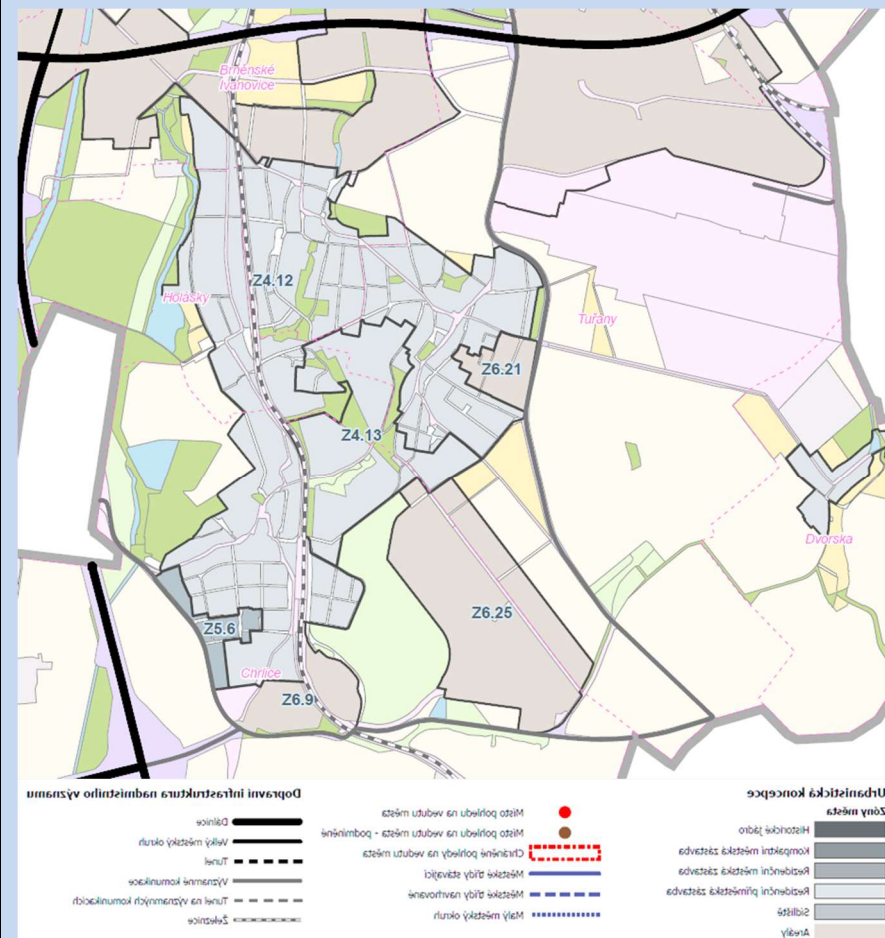 Brněnské
Ivanovice
Z4.12
Holásky
Tuřany
Z6.21
Z4.13
Dvorska
Z6.25
Z5.6
Chrlice
Z6.9
Dopravní infrastruktura nadmístního významu
Dálnice
Velký městský okruh
Tunel
Významné komunikace
Tunel na významných komunikacích
Železnice
Místo pohledu na vedutu města
Místo pohledu na vedutu města - podmíněné
Chráněné pohledy na vedutu města
Městské třídy stávající
Městské třídy navrhované
Malý městský okruh
Urbanistická koncepce
Zóny města
Historické jádro
Kompaktní městská zástavba
Rezidenční městská zástavba
Rezidenční příměstská zástavba
Sídliště
Areály